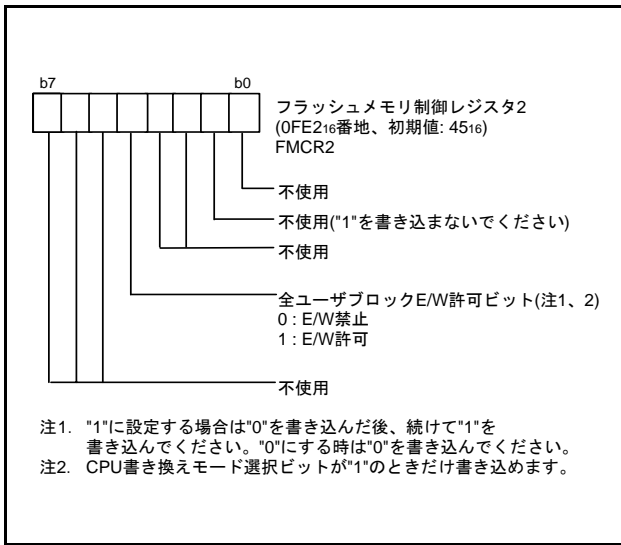 b7 b0
フラッシュメモリ制御レジスタ2
(0FE216番地、初期値: 4516)
FMCR2
不使用
不使用("1"を書き込まないでください)
不使用
全ユーザブロックE/W許可ビット(注1、2)
0 : E/W禁止
1 : E/W許可
不使用
注1. "1"に設定する場合は"0"を書き込んだ後、続けて"1"を
書き込んでください。"0"にする時は"0"を書き込んでください。
注2. CPU書き換えモード選択ビットが"1"のときだけ書き込めます。